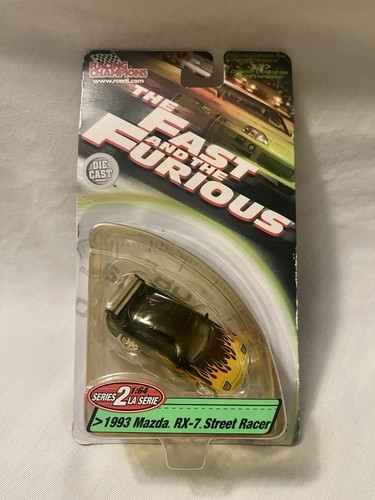 RACING
CHAMPIONS
www.rcertl.com
THE
FAST
AND THE
FURIOUS
DIE
CAST
SERIES 2 1:64
LA SÉRIE
>1993 Mazda. RX-7. Street Racer